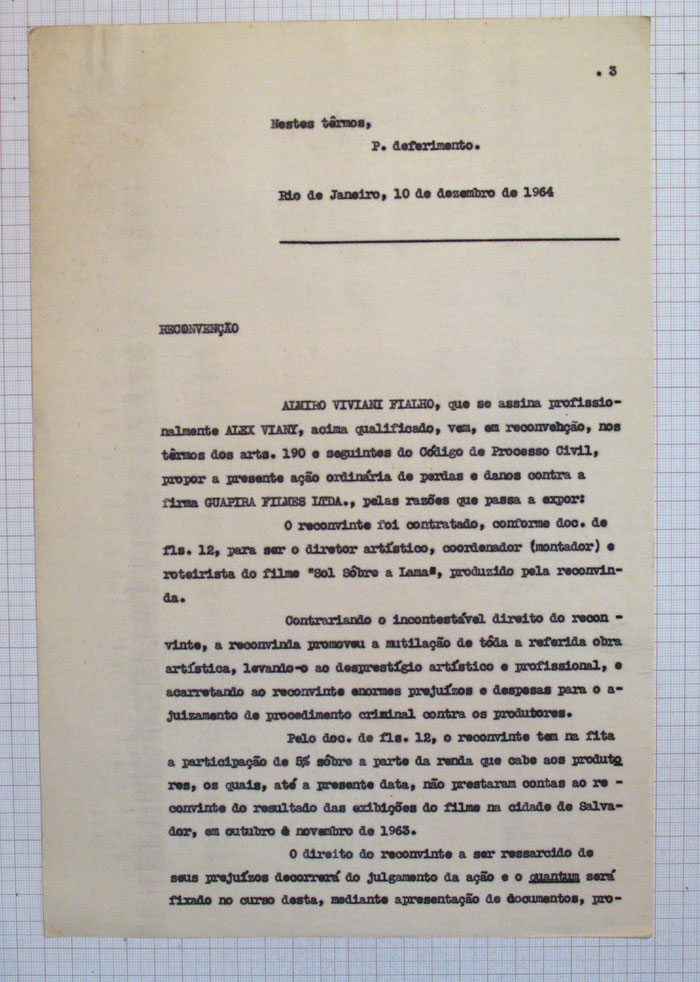 . 3
Nestes têrmos,
P. deferimento.
Rio de Janeiro, 10 de dezembro de 1964
RECONVENÇÃO
ALMIRO VIVIANI FIALHO, que se assina profissio-
nalmente ALEX VIANY, acima qualificado, vem, em reconvehção, nos
têrmos dos arts. 190 e seguintes do Código de Processo Civil,
propor a presente ação ordinária de perdas e danos contra a
firma GUAPIRA FILMES LTDA., pelas razões que passa a expor:
O reconvinte foi contratado, conforme doc. de
fls. 12, para ser o diretor artístico, coordenador (montador) e
roteirista do filme "Sol Sôbre a Lama", produzido pela reconvin-
da.
Contrariando o incontestável direito do recon -
vinte, a reconvinda promoveu a mutilação de tôda a referida obra
artística, levando-o ao desprestígio artístico e profissional, e
acarretando ao reconvinte enormes prejuízos e despesas para o a-
juizamento de procedimento criminal contra os produtores.
Pelo doc. de fls. 12, o reconvinte tem na fita
a participação de 5% sôbre a parte da renda que cabe aos produto
res, os quais, até a presente data, não prestaram contas ao re -
convinte do resultado das exibições do filme na cidade de Salva-
dor, em outubro e novembro de 1963.
O direito do reconvinte a ser ressarcido de
seus prejuízos decorrerá do julgamento da ação e o quantum será
fixado no curso desta, mediante apresentação de documentos, pro-